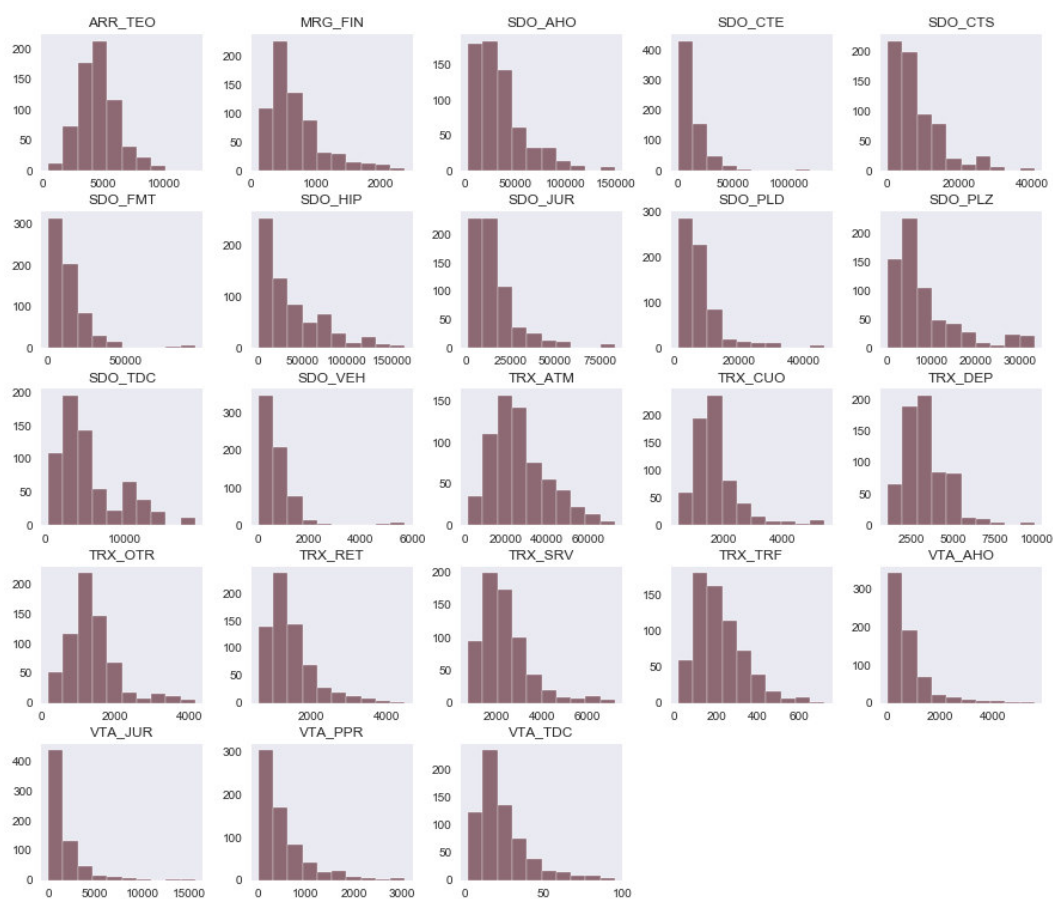 ARR_TEO MRG_FIN SDO_AHO SDO_CTE SDO_CTS
200 150 100 50 0
0 5000 10000
200 150 100 50 0
0 1000 2000
150 100 50 0
0 50000 100000 150000
400 300 200 100 0
0 50000 100000
200 150 100 50 0
0 20000 40000
SDO_FMT SDO_HIP SDO_JUR SDO_PLD SDO_PLZ
300 200 100 0
0 50000
200 100 0
0 50000 100000 150000
200 150 100 50 0
0 25000 50000 75000
300 200 100 0
0 20000 40000
200 150 100 50 0
0 10000 20000 30000
SDO_TDC SDO_VEH TRX_ATM TRX_CUO TRX_DEP
200 150 100 50 0
0 10000
300 200 100 0
0 2000 4000 6000
150 100 50 0
0 20000 40000 60000
200 150 100 50 0
2000 4000
200 150 100 50 0
2500 5000 7500 10000
TRX_OTR TRX_RET TRX_SRV TRX_TRF VTA_AHO
200 150 100 50 0
0 2000 4000
200 150 100 50 0
2000 4000
200 150 100 50 0
2000 4000 6000
150 100 50 0
0 200 400 600
300 200 100 0
0 2000 4000
VTA_JUR VTA_PPR VTA_TDC
400 300 200 100 0
0 5000 10000 15000
300 200 100 0
0 1000 2000 3000
200 150 100 50 0
0 50 100